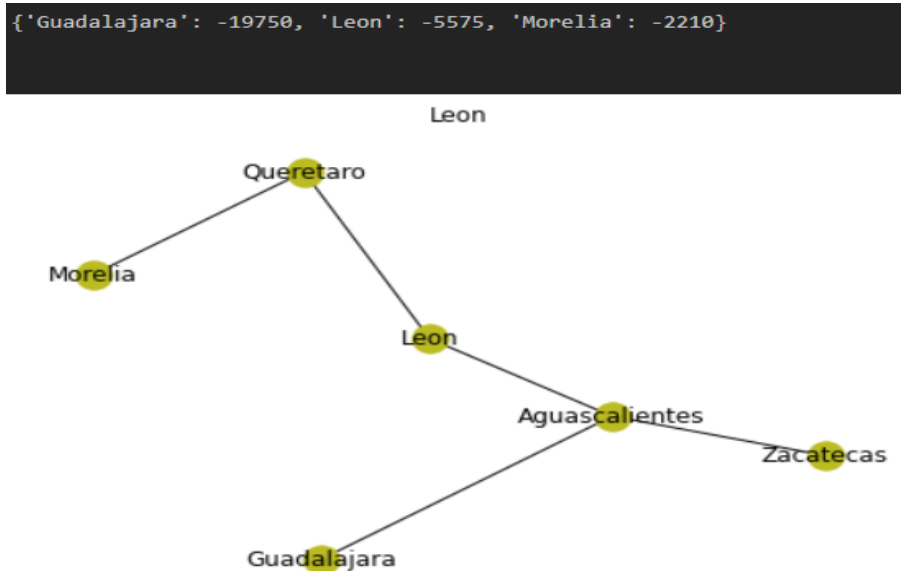 {'Guadalajara': -19750, 'Leon': -5575, 'Morelia': -2210}
Leon
Queretaro
Morelia
Leon
Aguascalientes
Zacatecas
Guadalajara